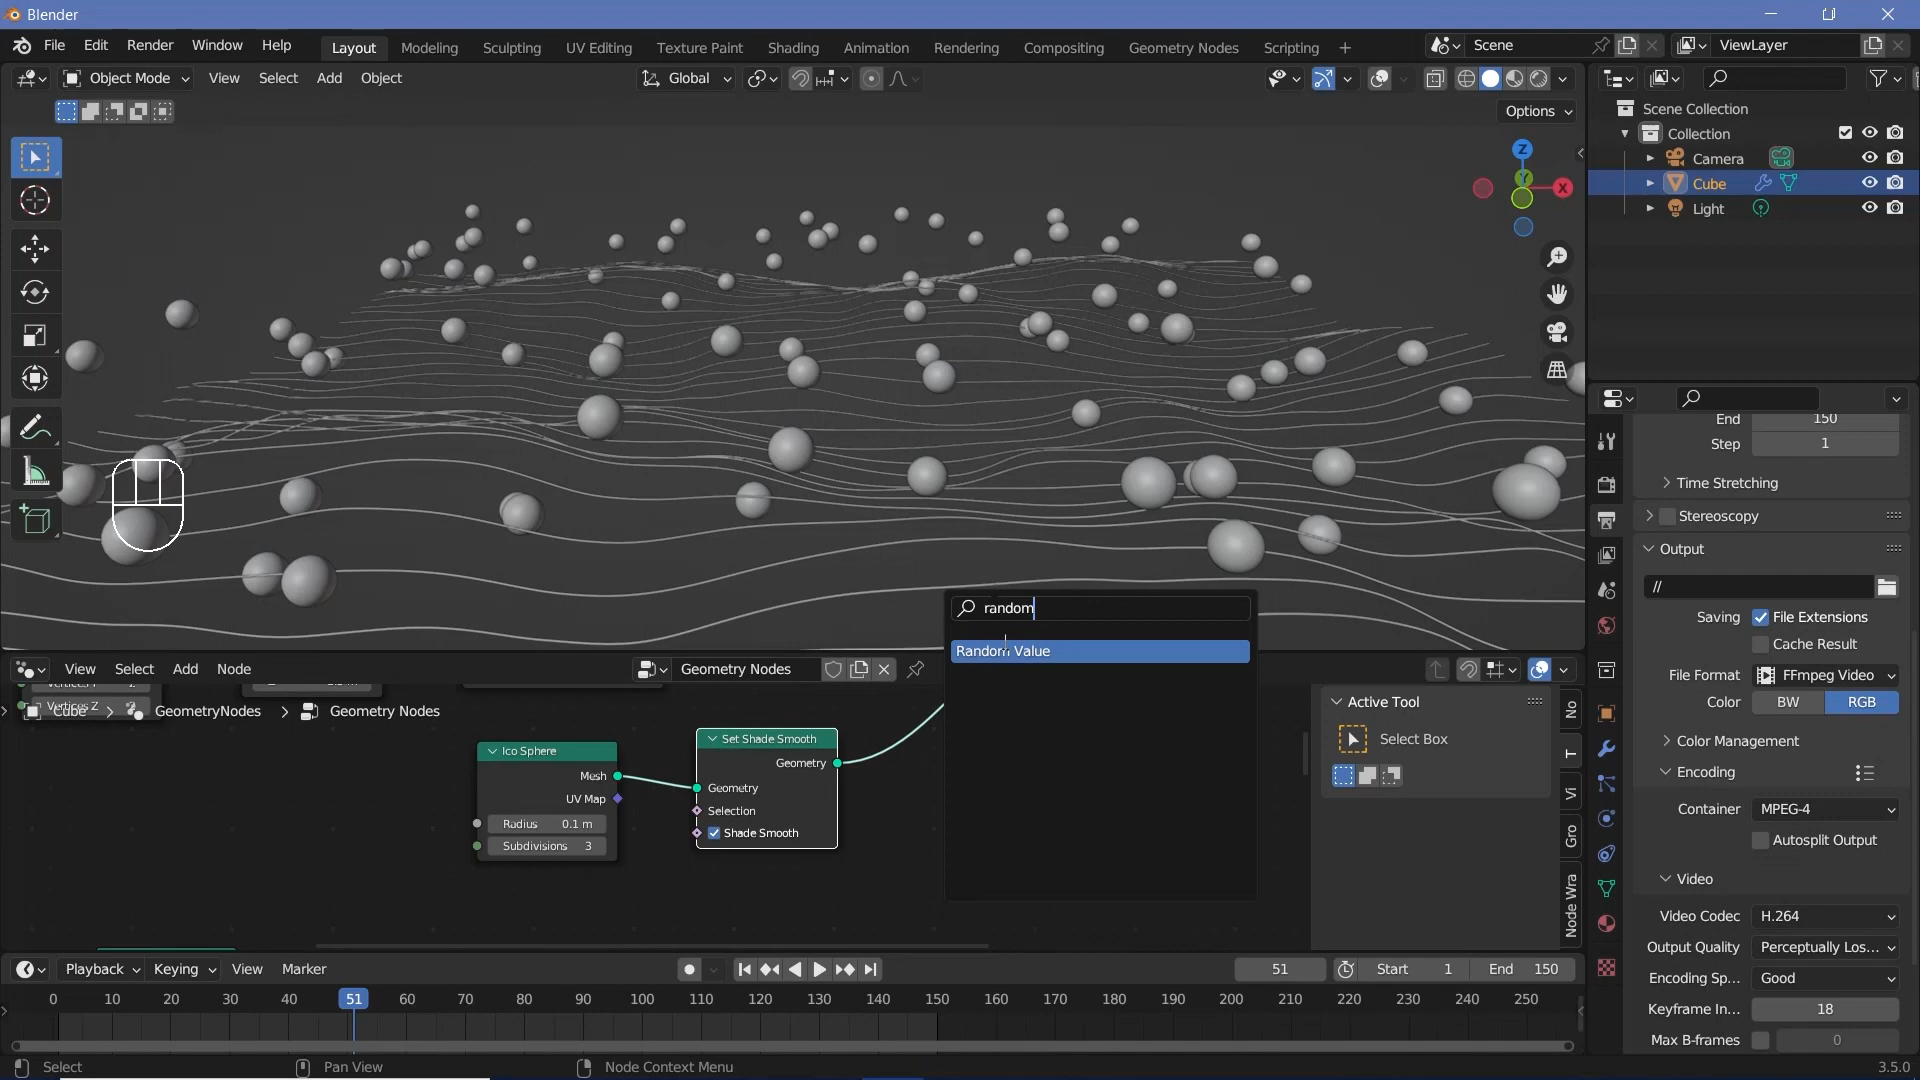 Blender
File Edit Render Window Help
Layout Modeling Sculpting UV Editing Texture Paint Shading Animation Rendering Compositing Geometry Nodes Scripting +
Scene
ViewLayer
Object Mode View Select Add Object
Global
Options
Z
Y
X
Scene Collection
Collection
Camera
Cube
Light
End 150
Step 1
Time Stretching
Stereoscopy
Output
//
Saving File Extensions
Cache Result
File Format FFmpeg Video
Color BW RGB
Color Management
Encoding
Container MPEG-4
Autosplit Output
Video
Video Codec H.264
Output Quality Perceptually Los...
Encoding Sp... Good
Keyframe In... 18
Max B-frames 0
random
Random Value
View Select Add Node
Geometry Nodes
Vertices Z
Cube > GeometryNodes > Geometry Nodes
Ico Sphere
Mesh
UV Map
Radius 0.1 m
Subdivisions 3
Set Shade Smooth
Geometry
Geometry
Selection
Shade Smooth
Active Tool
Select Box
No
T
Vi
Gro
Node Wra
Playback Keying View Marker
51
Start 1
End 150
0 10 20 30 40 51 60 70 80 90 100 110 120 130 140 150 160 170 180 190 200 210 220 230 240 250
Select
Pan View
Node Context Menu
3.5.0